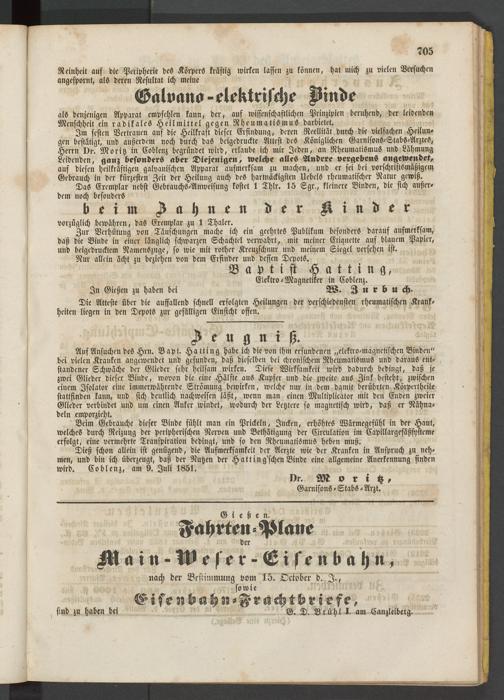 705
Reinheit auf die Peripherie des Körpers kräftig wirken lassen zu können, hat mich zu vielen Versuchen
angespornt, als deren Resultat ich meine
Galvano-elektrische Binde
als denjenigen Apparat empfehlen kann, der, auf wissenschaftlichen Prinzipien beruhend, der leidenden
Menschheit ein radikales Heilmittel gegen Rheumatismus darbietet.
Im festen Vertrauen auf die Heilkraft dieser Erfindung, deren Reellität durch die vielfachen Heilun-
gen bestätigt, und außerdem noch durch das beigedruckte Attest des Königlichen Garnisons-Stabs-Arztes,
Herrn Dr. Moritz in Coblenz begründet wird, erlaube ich mir Jeden, an Rheumatismus und Lähmung
Leidenden, ganz besonders aber Diejenigen, welche alles Andere vergebens angewendet,
auf diesen heilkräftigen galvanischen Apparat aufmerksam zu machen, und er sei bei vorschriftsmäßigem
Gebrauch in der kürzesten Zeit der Heilung auch des hartnäckigsten Uebels rheumatischer Natur gewiß.
Das Exemplar nebst Gebrauchs-Anweisung kostet 1 Thlr. 15 Sgr., kleinere Binden, die sich außer-
dem noch besonders
beim Zahnen der Kinder
vorzüglich bewähren, das Exemplar zu 1 Thaler.
Zur Verhütung von Täuschungen mache ich ein geehrtes Publikum besonders darauf aufmerksam,
daß die Binde in einer länglich schwarzen Schachtel verwahrt, mit meiner Etiquette auf blauem Papier,
und beigedrucktem Namenszuge, so wie mit rother Kreuzschnur und meinem Siegel versehen ist.
Nur allein ächt zu beziehen von dem Erfinder und dessen Depots.
Baptist Hatting,
Elektro-Magnetiker in Coblenz.
In Gießen zu haben bei W. Zurbuch.
Die Atteste über die auffallend schnell erfolgten Heilungen der verschiedensten rheumatischen Krank-
heiten liegen in den Depots zur gefälligen Einsicht offen.
Zeugniß.
Auf Ansuchen des Hrn. Bapt. Hatting habe ich die von ihm erfundenen „elektro-magnetischen Binden“
bei vielen Kranken angewendet und gefunden, daß dieselben bei chronischen Rheumatismus und daraus ent-
standener Schwäche der Glieder sehr heilsam wirken. Diese Wirksamkeit wird dadurch bedingt, daß je
zwei Glieder dieser Binde, wovon die eine Hälfte aus Kupfer und die zweite aus Zink besteht, zwischen
einem Isolator eine immerwährende Strömung bewirken, welche nur in dem damit berührten Körpertheile
stattfinden kann, und sich deutlich nachweisen läßt, wenn man einen Multiplicator mit den Enden zweier
Glieder verbindet und um einen Anker windet, wodurch der Letztere so magnetisch wird, daß er Nähna-
deln emporzieht.
Beim Gebrauche dieser Binde fühlt man ein Prickeln, Jucken, erhöhtes Wärmegefühl in der Haut,
welches durch Reizung der peripherischen Nerven und Bethätigung der Circulation im Capillargefäßsysteme
erfolgt, eine vermehrte Transpiration bedingt, und so den Rheumatismus heben muß.
Dieß schon allein ist genügend, die Aufmerksamkeit der Aerzte wie der Kranken in Anspruch zu neh-
men, und bin ich überzeugt, daß der Nutzen der Hatting'schen Binde eine allgemeine Anerkennung finden
wird. Coblenz, am 9. Juli 1851.
Dr. Moritz,
Garnisons-Stabs-Arzt.
Gießen.
Fahrten-Plane
der
Main-Weser-Eisenbahn,
nach der Bestimmung vom 15. October d. J.,
sowie
Eisenbahn-Frachtbriefe,
sind zu haben bei G. D. Brühl I. am Canzleiberg.